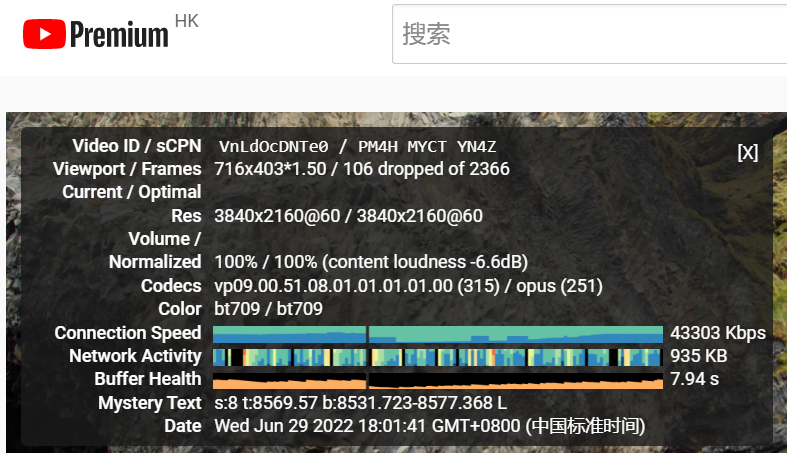 Premium HK
搜索
Video ID / sCPN VnLdOcDNTe0 / PM4H MYCT YN4Z
[X]
Viewport / Frames 716x403*1.50 / 106 dropped of 2366
Current / Optimal
Res 3840x2160@60 / 3840x2160@60
Volume /
Normalized 100% / 100% (content loudness -6.6dB)
Codecs vp09.00.51.08.01.01.01.01.00 (315) / opus (251)
Color bt709 / bt709
Connection Speed 43303 Kbps
Network Activity 935 KB
Buffer Health 7.94 s
Mystery Text s:8 t:8569.57 b:8531.723-8577.368 L
Date Wed Jun 29 2022 18:01:41 GMT+0800 (中国标准时间)